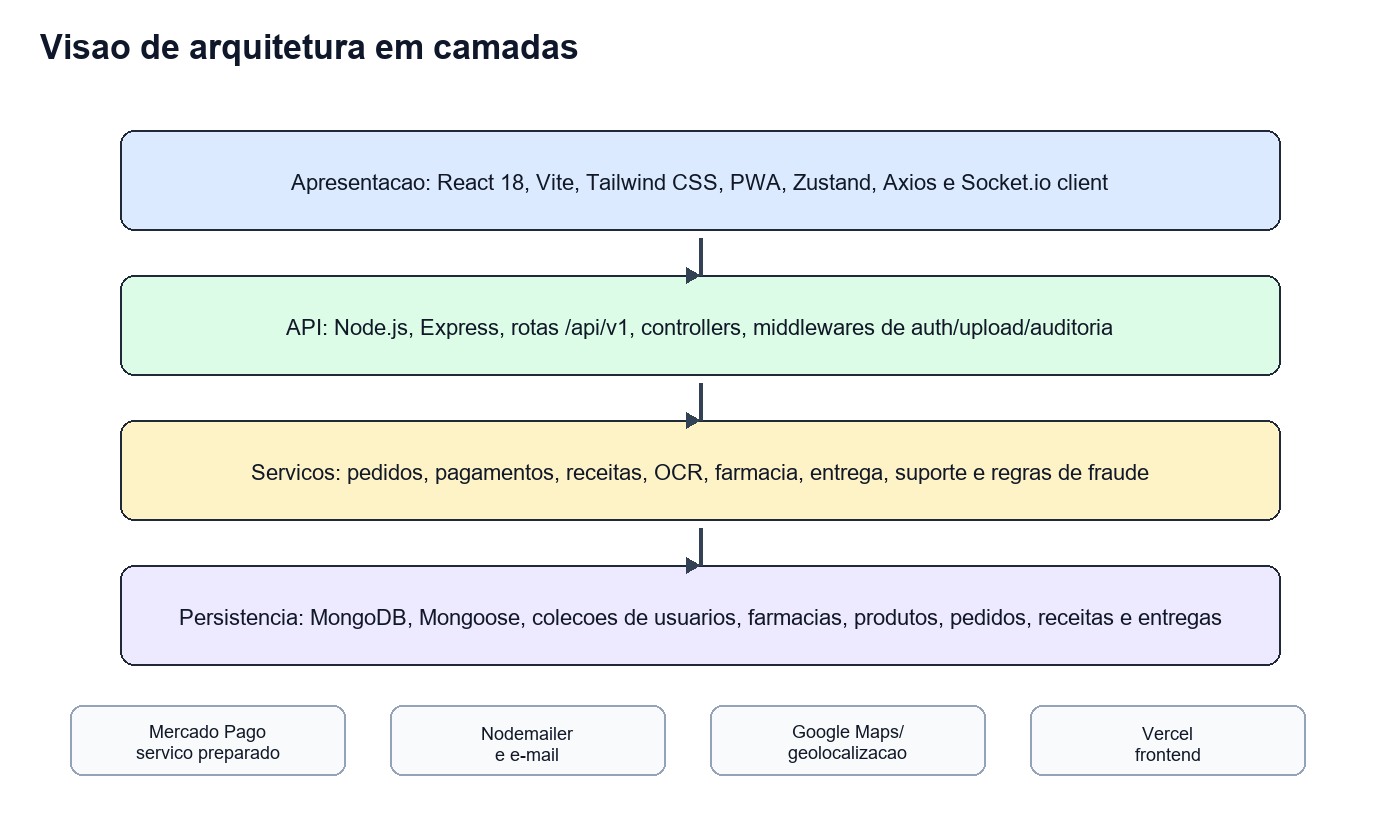 Visao de arquitetura em camadas
Apresentacao: React 18, Vite, Tailwind CSS, PWA, Zustand, Axios e Socket.io client
API: Node.js, Express, rotas /api/v1, controllers, middlewares de auth/upload/auditoria
Servicos: pedidos, pagamentos, receitas, OCR, farmacia, entrega, suporte e regras de fraude
Persistencia: MongoDB, Mongoose, colecoes de usuarios, farmacias, produtos, pedidos, receitas e entregas
Mercado Pago
servico preparado
Nodemailer
e e-mail
Google Maps/
geolocalizacao
Vercel
frontend